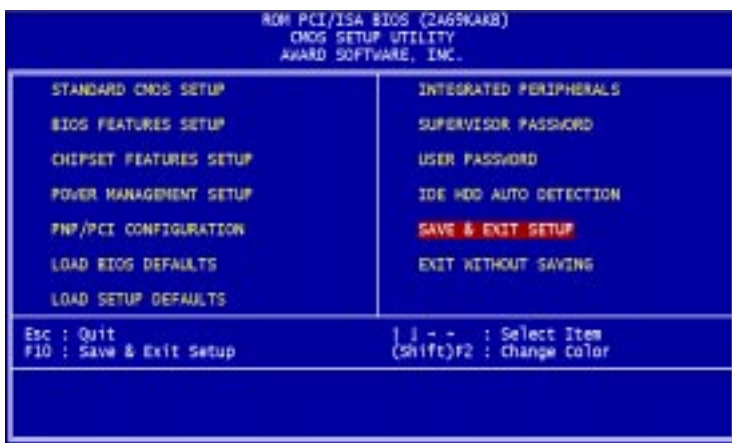 ROM PCI/ISA BIOS (2A69KAKB)
CMOS SETUP UTILITY
AWARD SOFTWARE, INC.
STANDARD CMOS SETUP
BIOS FEATURES SETUP
CHIPSET FEATURES SETUP
POWER MANAGEMENT SETUP
PNP/PCI CONFIGURATION
LOAD BIOS DEFAULTS
LOAD SETUP DEFAULTS
INTEGRATED PERIPHERALS
SUPERVISOR PASSWORD
USER PASSWORD
IDE HDD AUTO DETECTION
SAVE & EXIT SETUP
EXIT WITHOUT SAVING
Esc : Quit
F10 : Save & Exit Setup
: Select Item
(Shift)F2 : Change Color